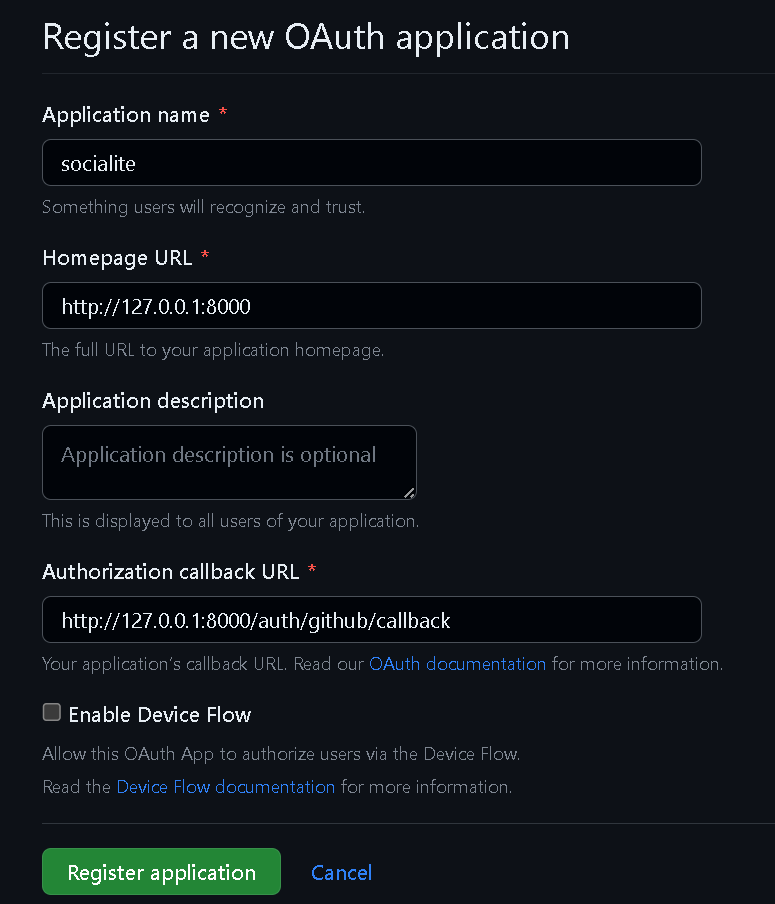 Register a new OAuth application
Application name *
socialite
Something users will recognize and trust.
Homepage URL *
http://127.0.0.1:8000
The full URL to your application homepage.
Application description
Application description is optional
This is displayed to all users of your application.
Authorization callback URL *
http://127.0.0.1:8000/auth/github/callback
Your application’s callback URL. Read our OAuth documentation for more information.
Enable Device Flow
Allow this OAuth App to authorize users via the Device Flow.
Read the Device Flow documentation for more information.
Register application Cancel